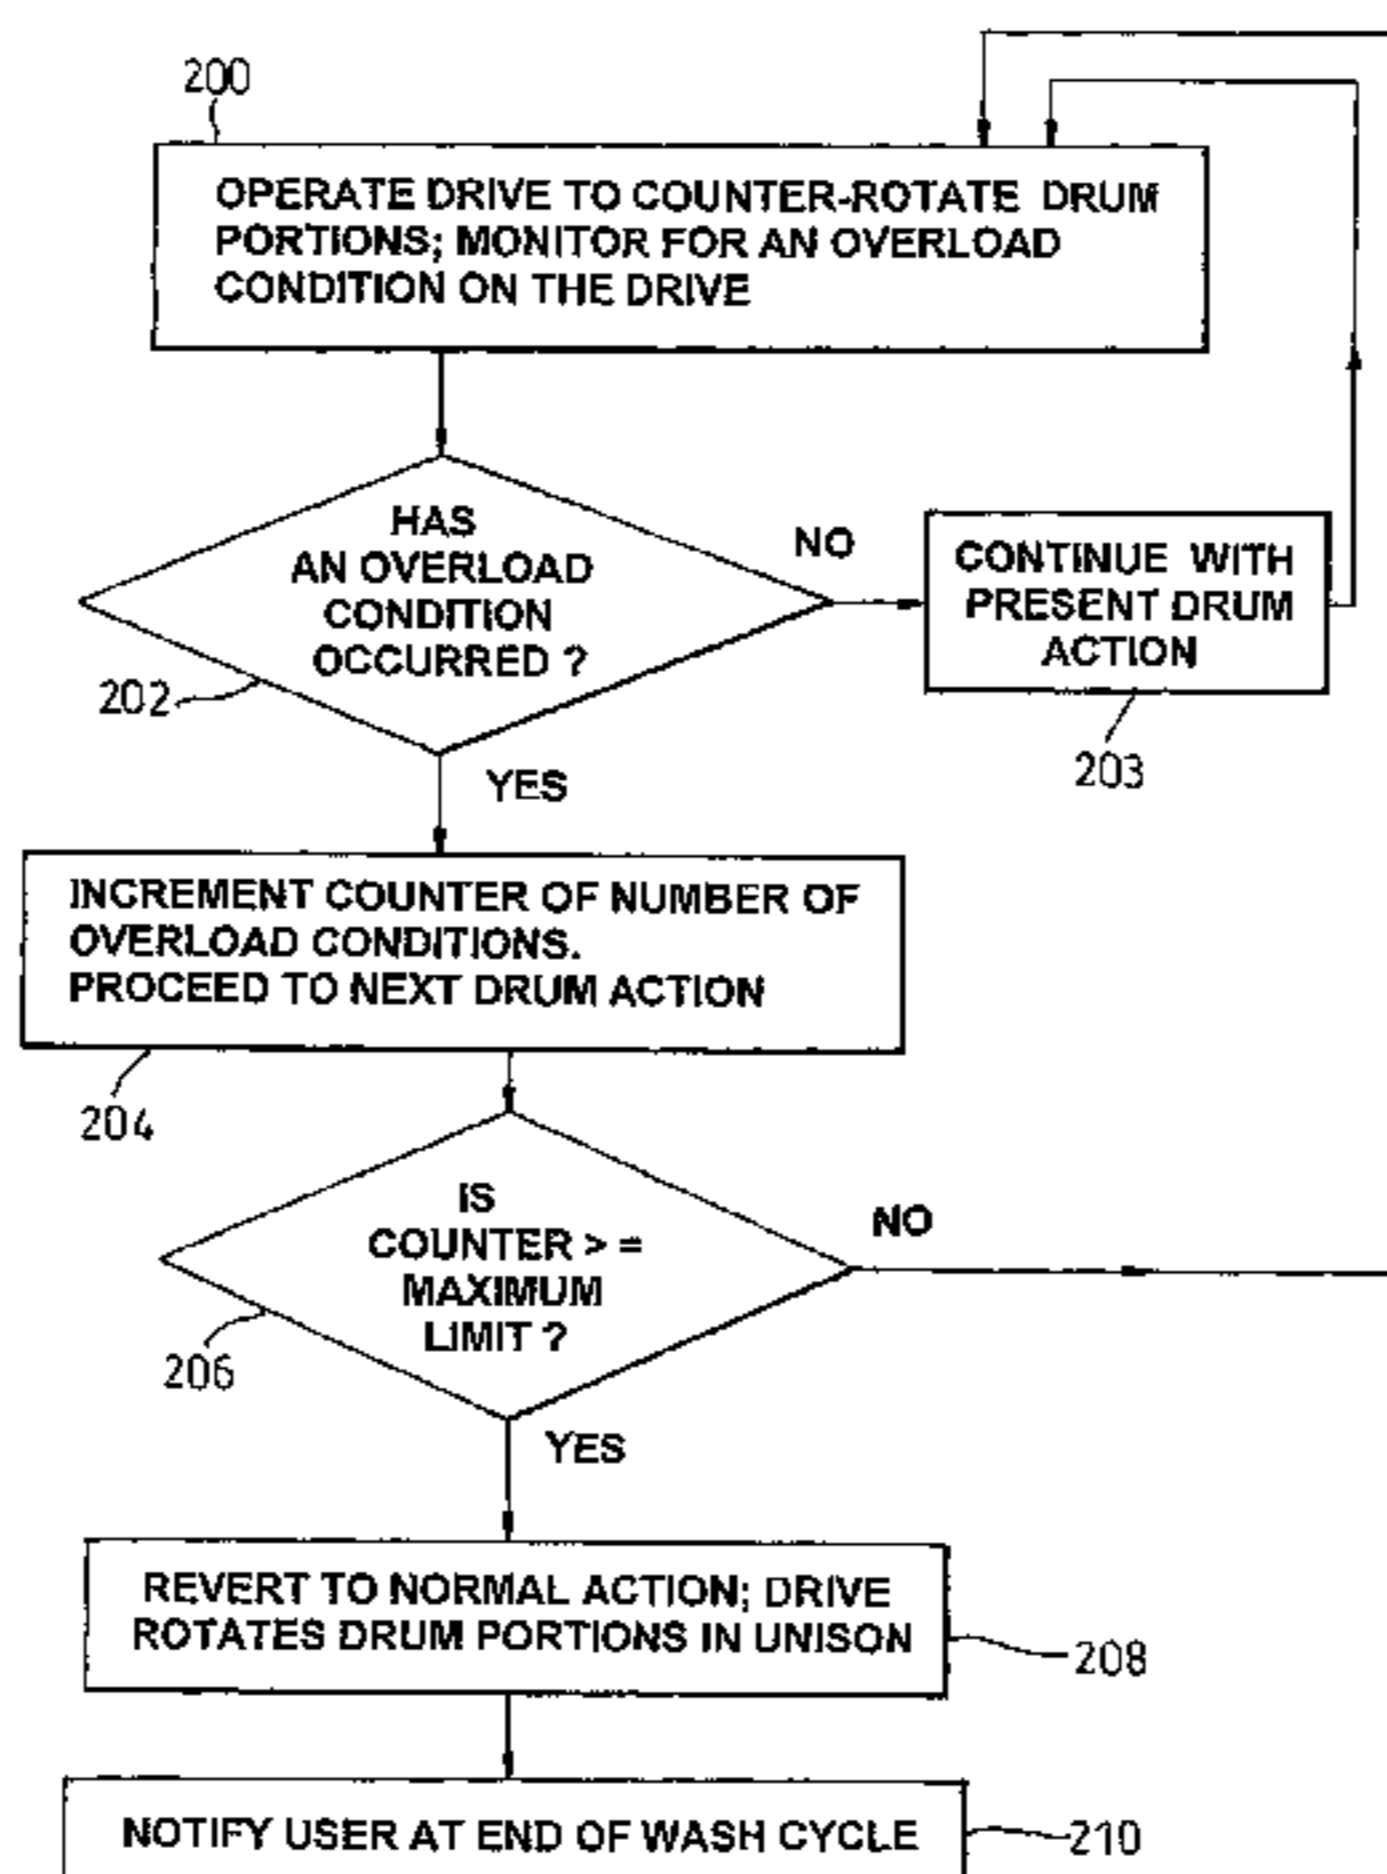 200
OPERATE DRIVE TO COUNTER-ROTATE DRUM
PORTIONS; MONITOR FOR AN OVERLOAD
CONDITION ON THE DRIVE
HAS
AN OVERLOAD
CONDITION
OCCURRED ?
202
NO
CONTINUE WITH
PRESENT DRUM
ACTION
203
YES
INCREMENT COUNTER OF NUMBER OF
OVERLOAD CONDITIONS.
PROCEED TO NEXT DRUM ACTION
204
IS
COUNTER > =
MAXIMUM
LIMIT ?
206
NO
YES
REVERT TO NORMAL ACTION; DRIVE
ROTATES DRUM PORTIONS IN UNISON
208
NOTIFY USER AT END OF WASH CYCLE
210